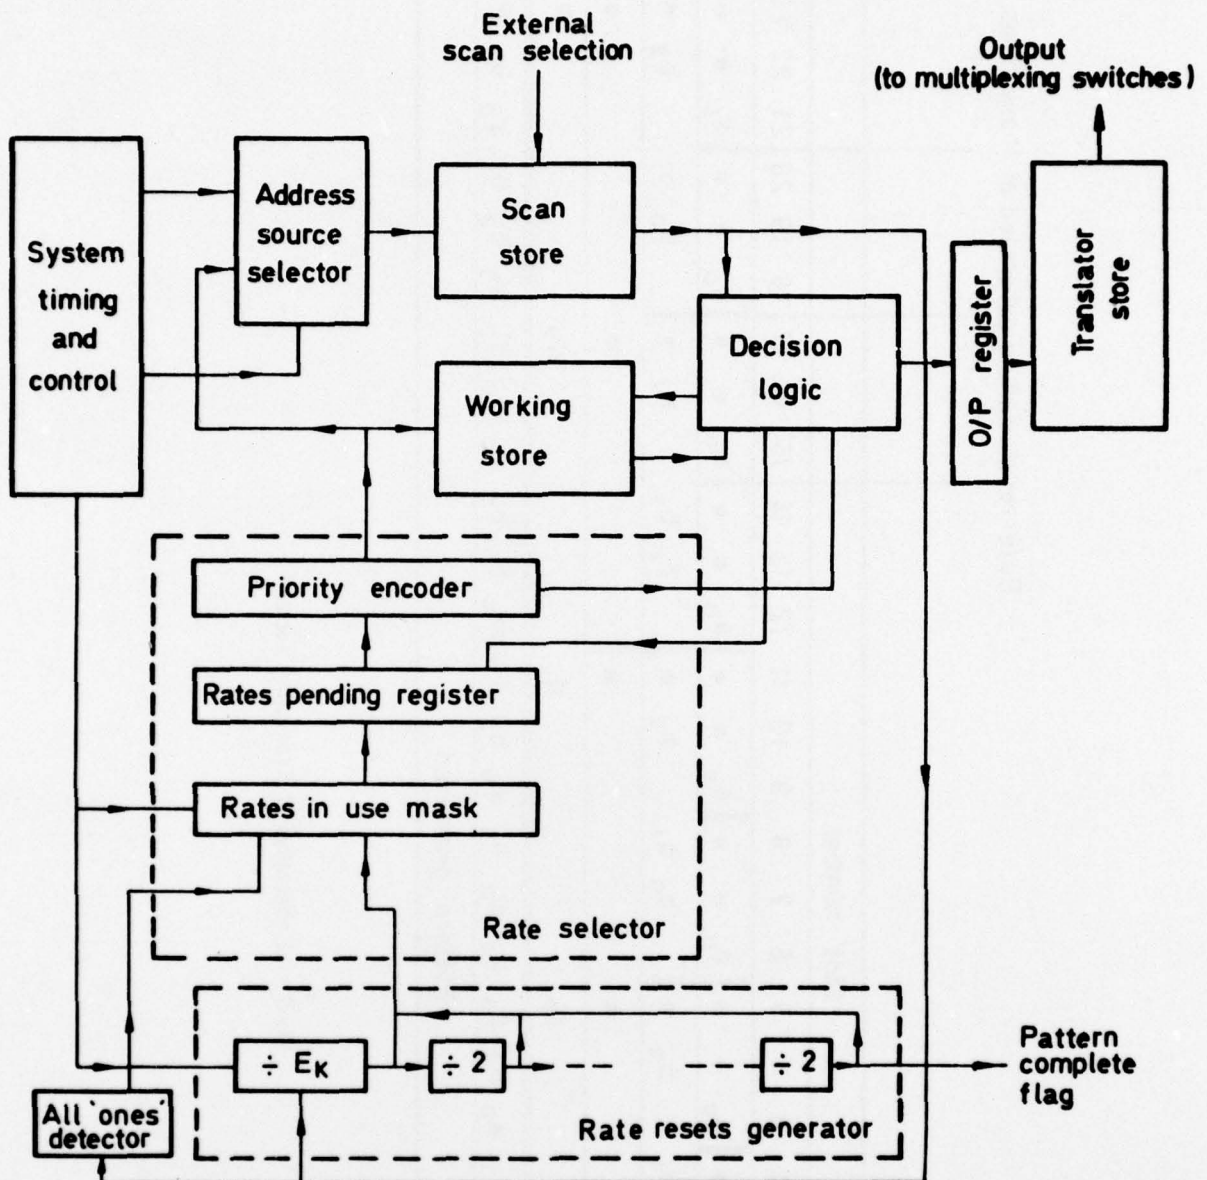 External
scan selection
Output
(to multiplexing switches)
System
timing
and
control
Address
source
selector
Scan
store
Decision
logic
O/P register
Translator
store
Working
store
Priority encoder
Rates pending register
Rates in use mask
Rate selector
÷ EK
÷ 2
÷ 2
Pattern
complete
flag
All 'ones'
detector
Rate resets generator